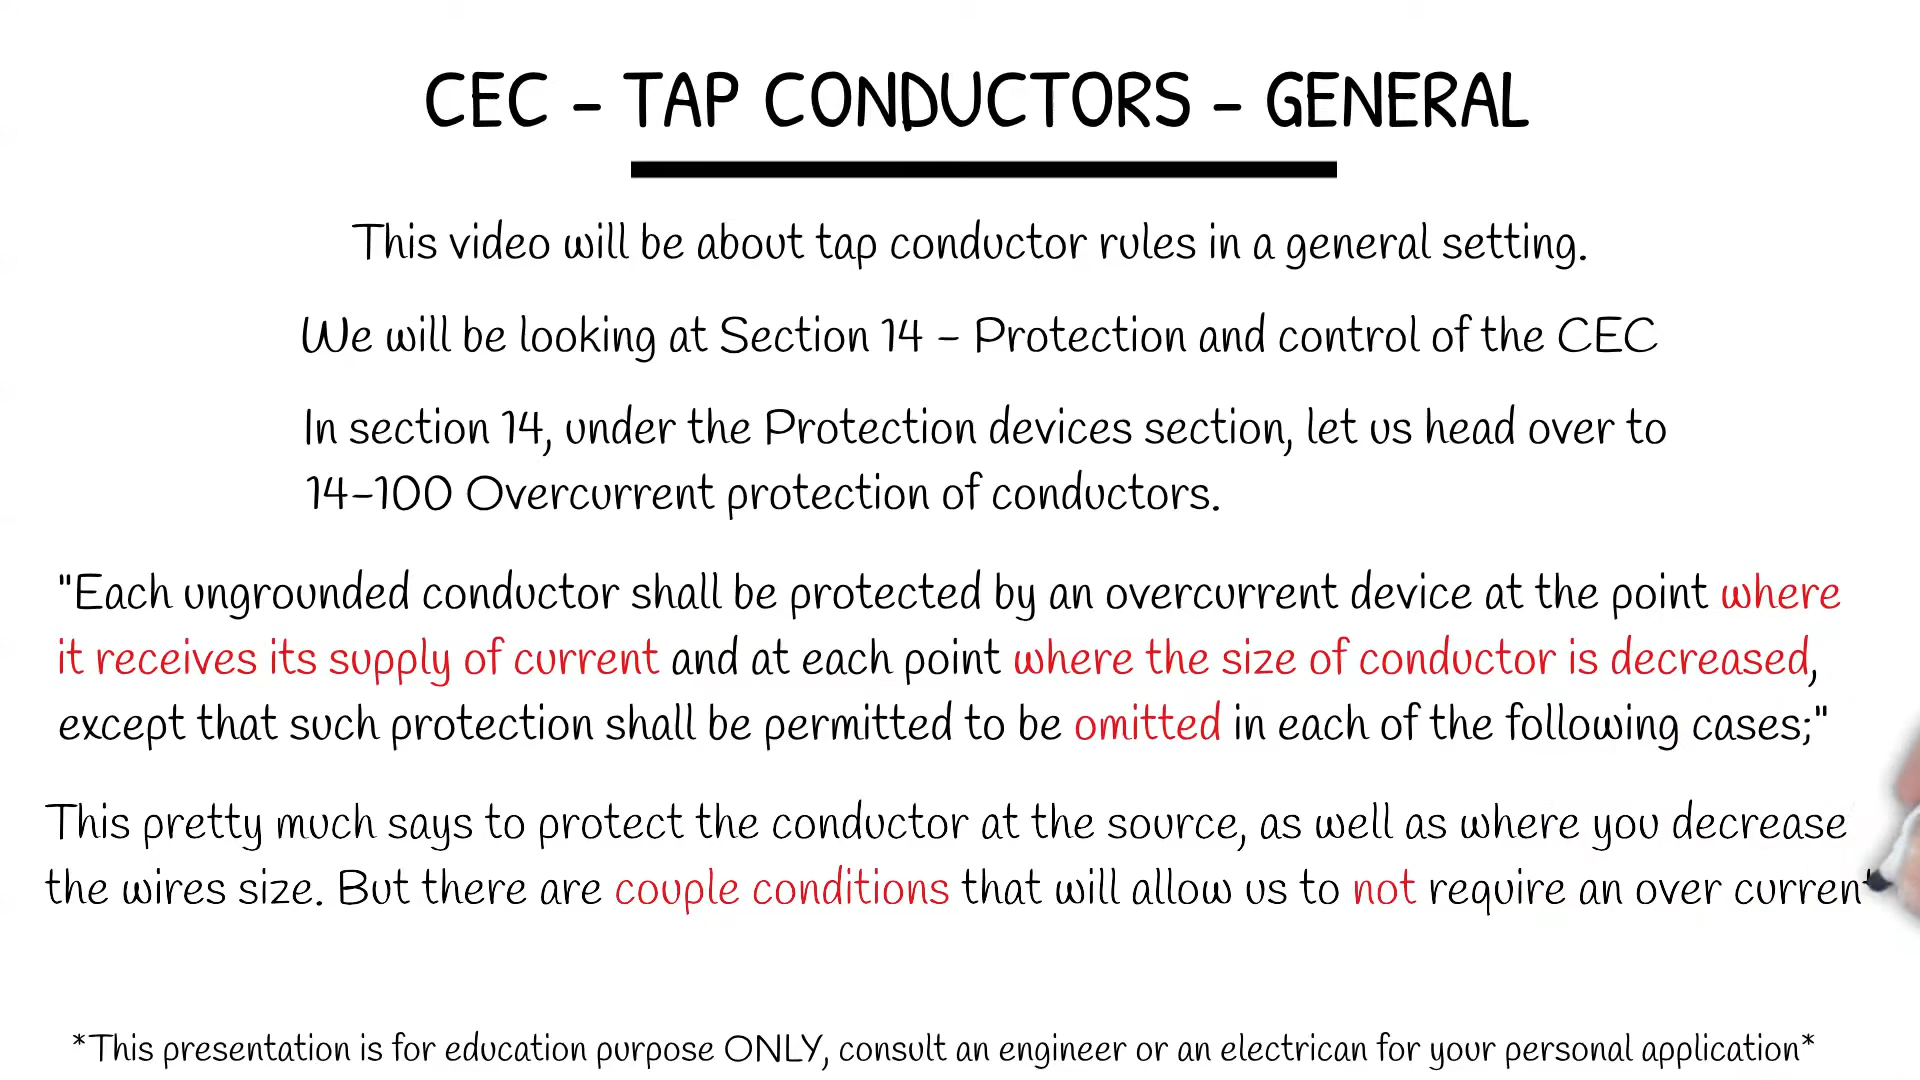 CEC - TAP CONDUCTORS - GENERAL
This video will be about tap conductor rules in a general setting.
We will be looking at Section 14 - Protection and control of the CEC
In section 14, under the Protection devices section, let us head over to
14-100 Overcurrent protection of conductors.
"Each ungrounded conductor shall be protected by an overcurrent device at the point where
it receives its supply of current and at each point where the size of conductor is decreased,
except that such protection shall be permitted to be omitted in each of the following cases;"
This pretty much says to protect the conductor at the source, as well as where you decrease
the wires size. But there are couple conditions that will allow us to not require an over current
*This presentation is for education purpose ONLY, consult an engineer or an electrican for your personal application*